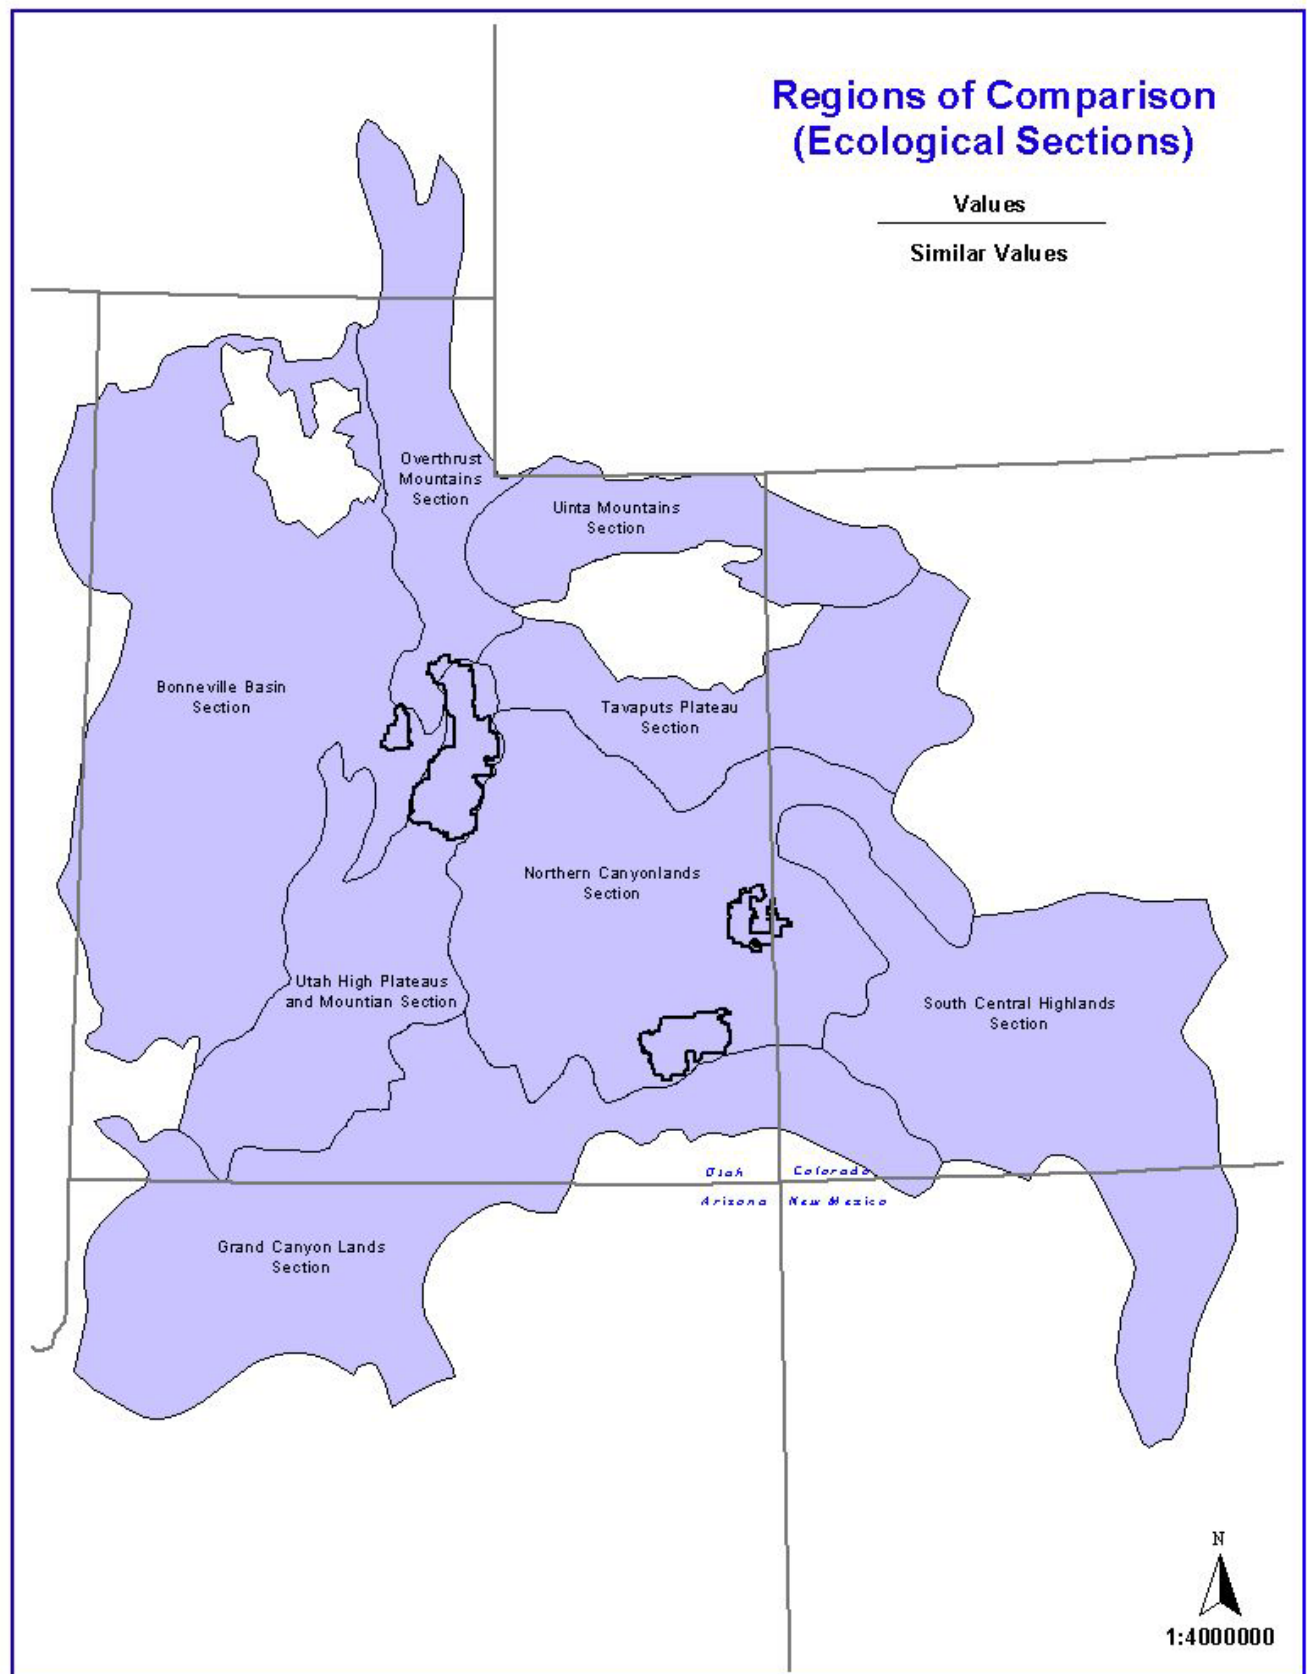 Regions of Comparison
(Ecological Sections)
Values
Similar Values
Overthrust
Mountains
Section
Uinta Mountains
Section
Bonneville Basin
Section
Tavaputs Plateau
Section
Northern Canyonlands
Section
Utah High Plateaus
and Mountian Section
South Central Highlands
Section
Utah
Colorado
Arizona
New Mexico
Grand Canyon Lands
Section
N
1:4000000